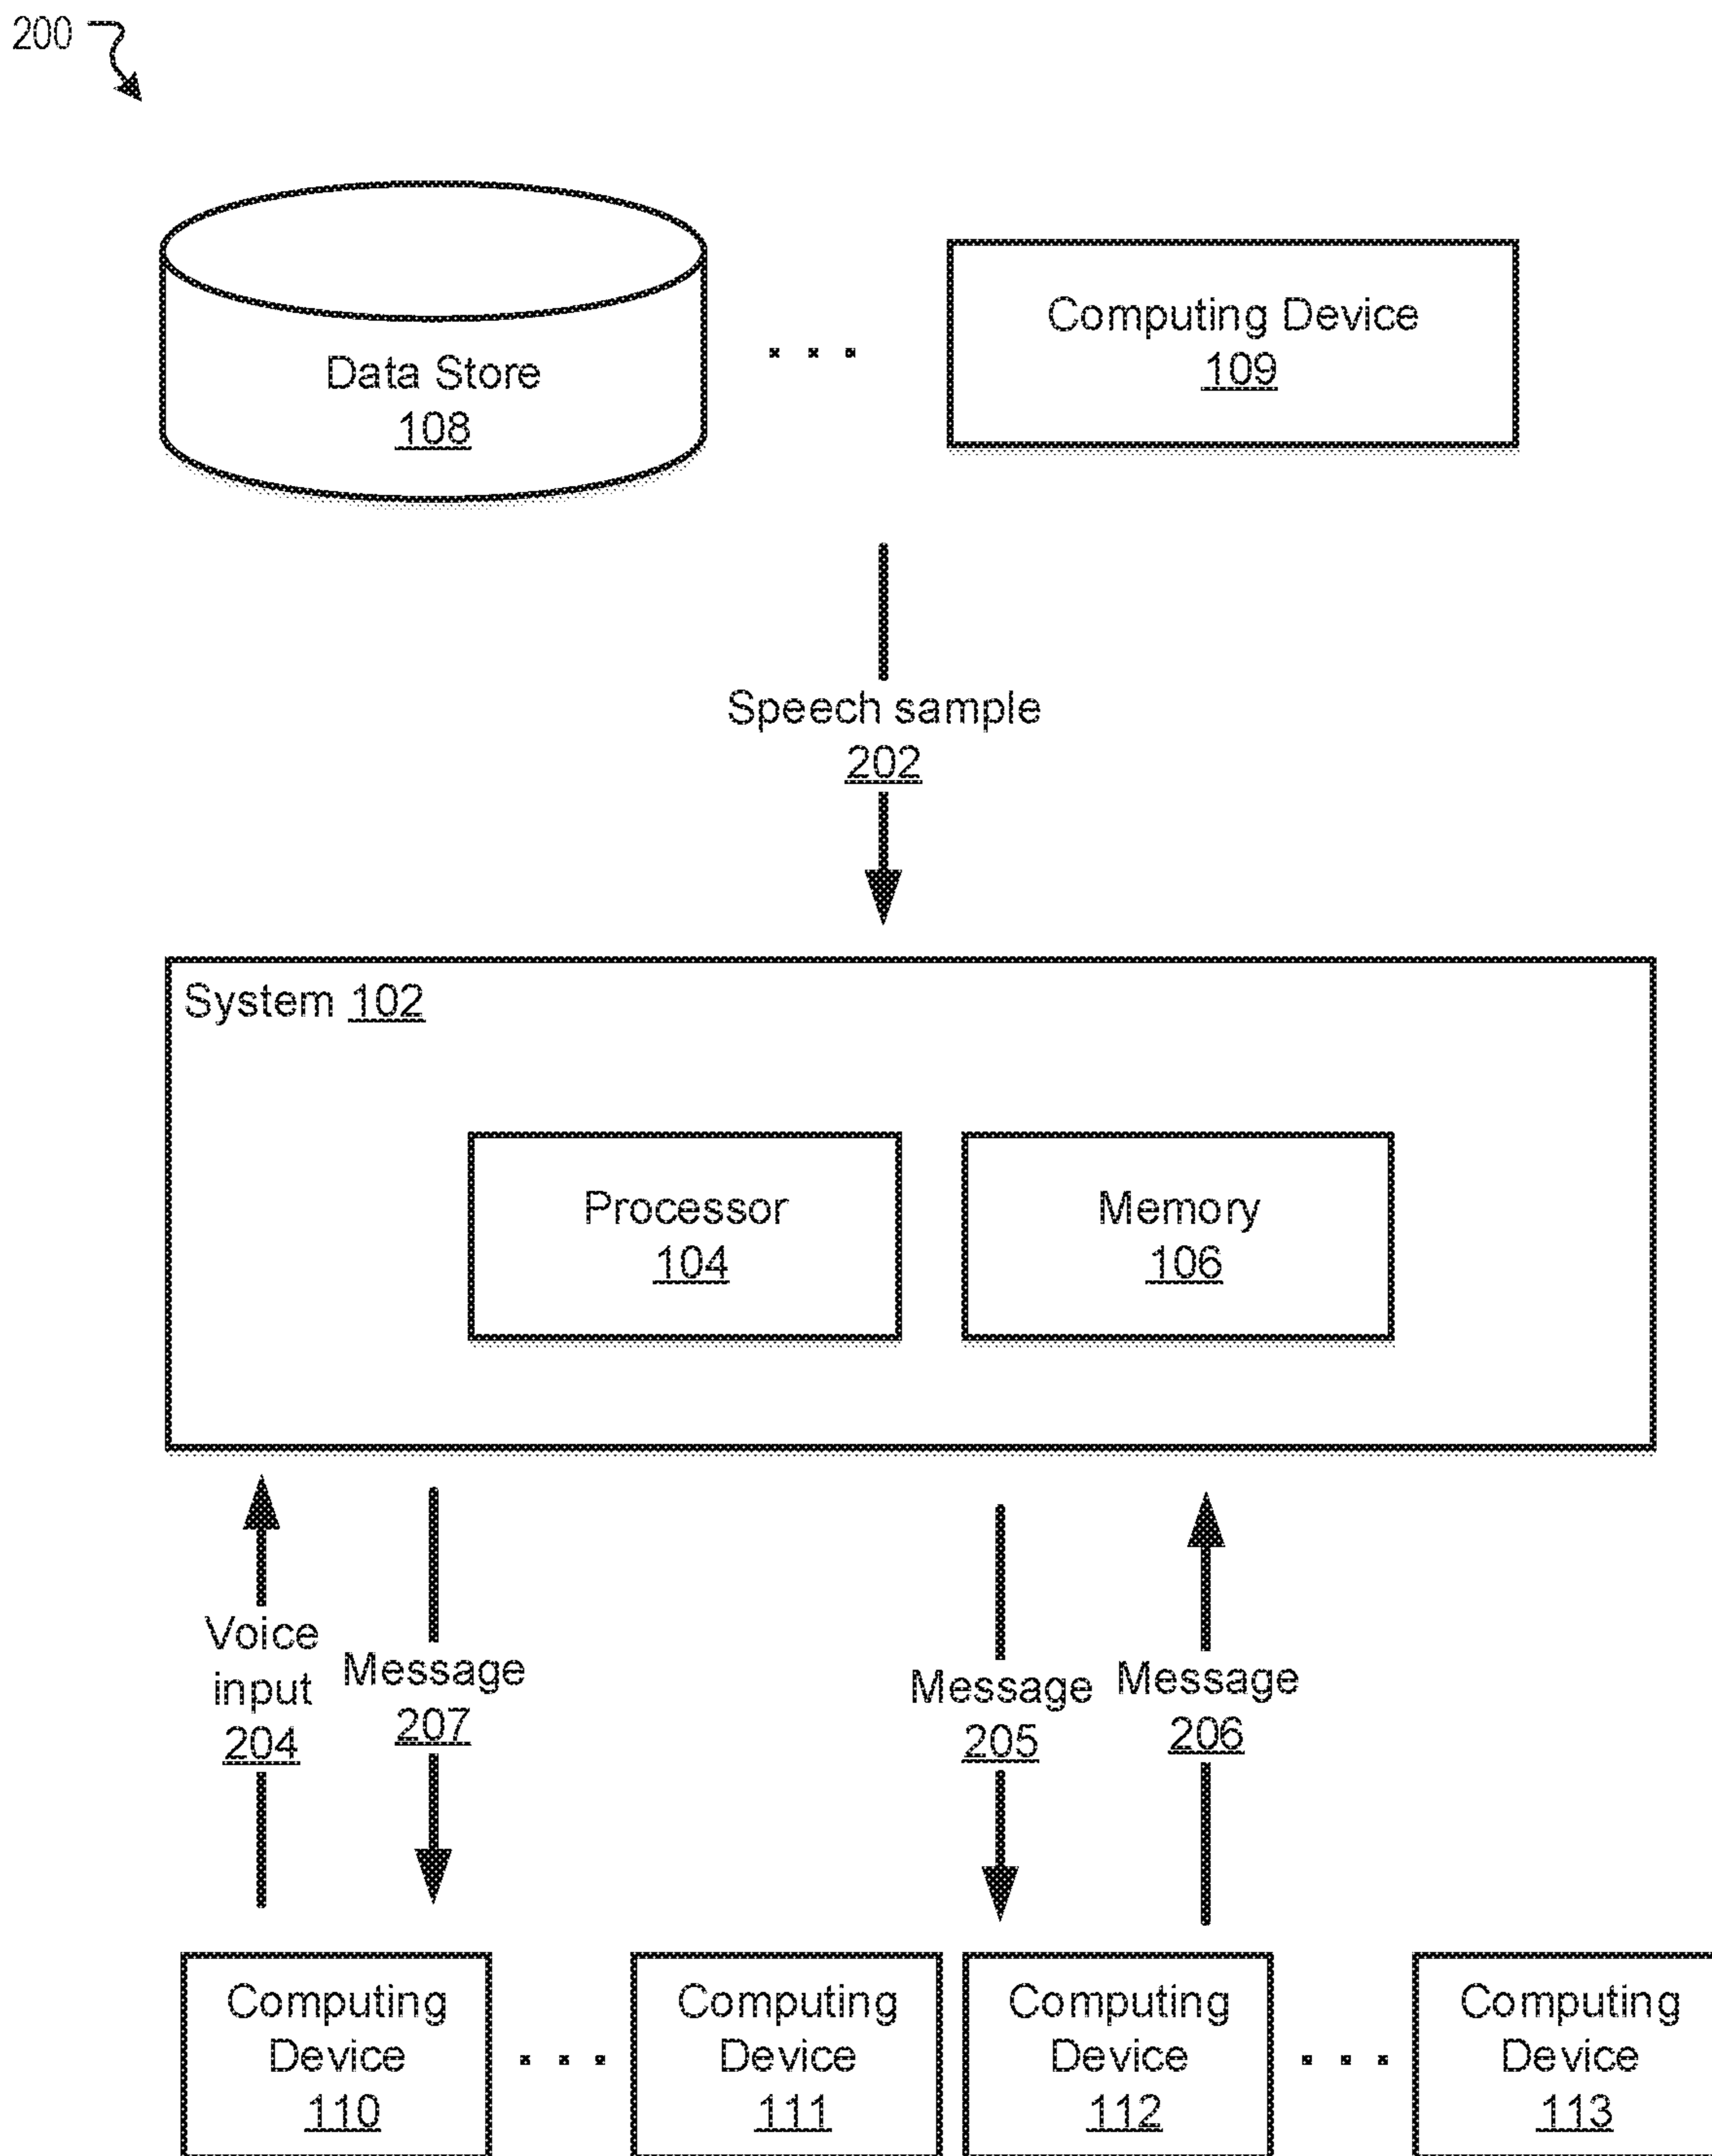 200
Data Store
108
Computing Device
109
Speech sample
202
System 102
Processor
104
Memory
106
Voice
input
204
Message
207
Message
205
Message
206
Computing
Device
110
Computing
Device
111
Computing
Device
112
Computing
Device
113